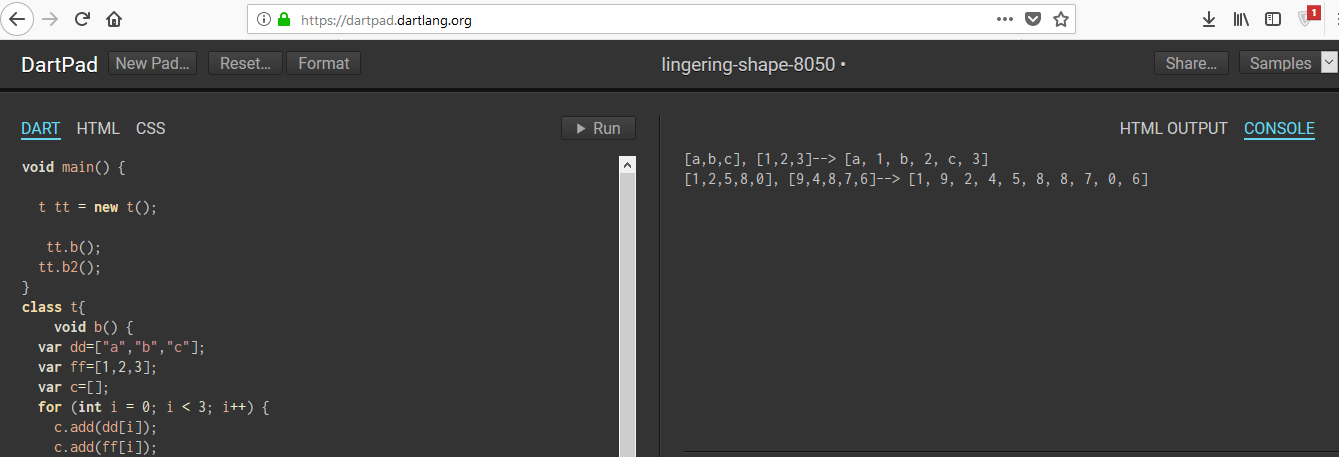 https://dartpad.dartlang.org
1
DartPad New Pad... Reset... Format lingering-shape-8050 • Share... Samples
DART HTML CSS Run
HTML OUTPUT CONSOLE
void main() {
t tt = new t();
tt.b();
tt.b2();
}
class t{
void b() {
var dd=["a","b","c"];
var ff=[1,2,3];
var c=[];
for (int i = 0; i < 3; i++) {
c.add(dd[i]);
c.add(ff[i]);
[a,b,c], [1,2,3]--> [a, 1, b, 2, c, 3]
[1,2,5,8,0], [9,4,8,7,6]--> [1, 9, 2, 4, 5, 8, 8, 7, 0, 6]